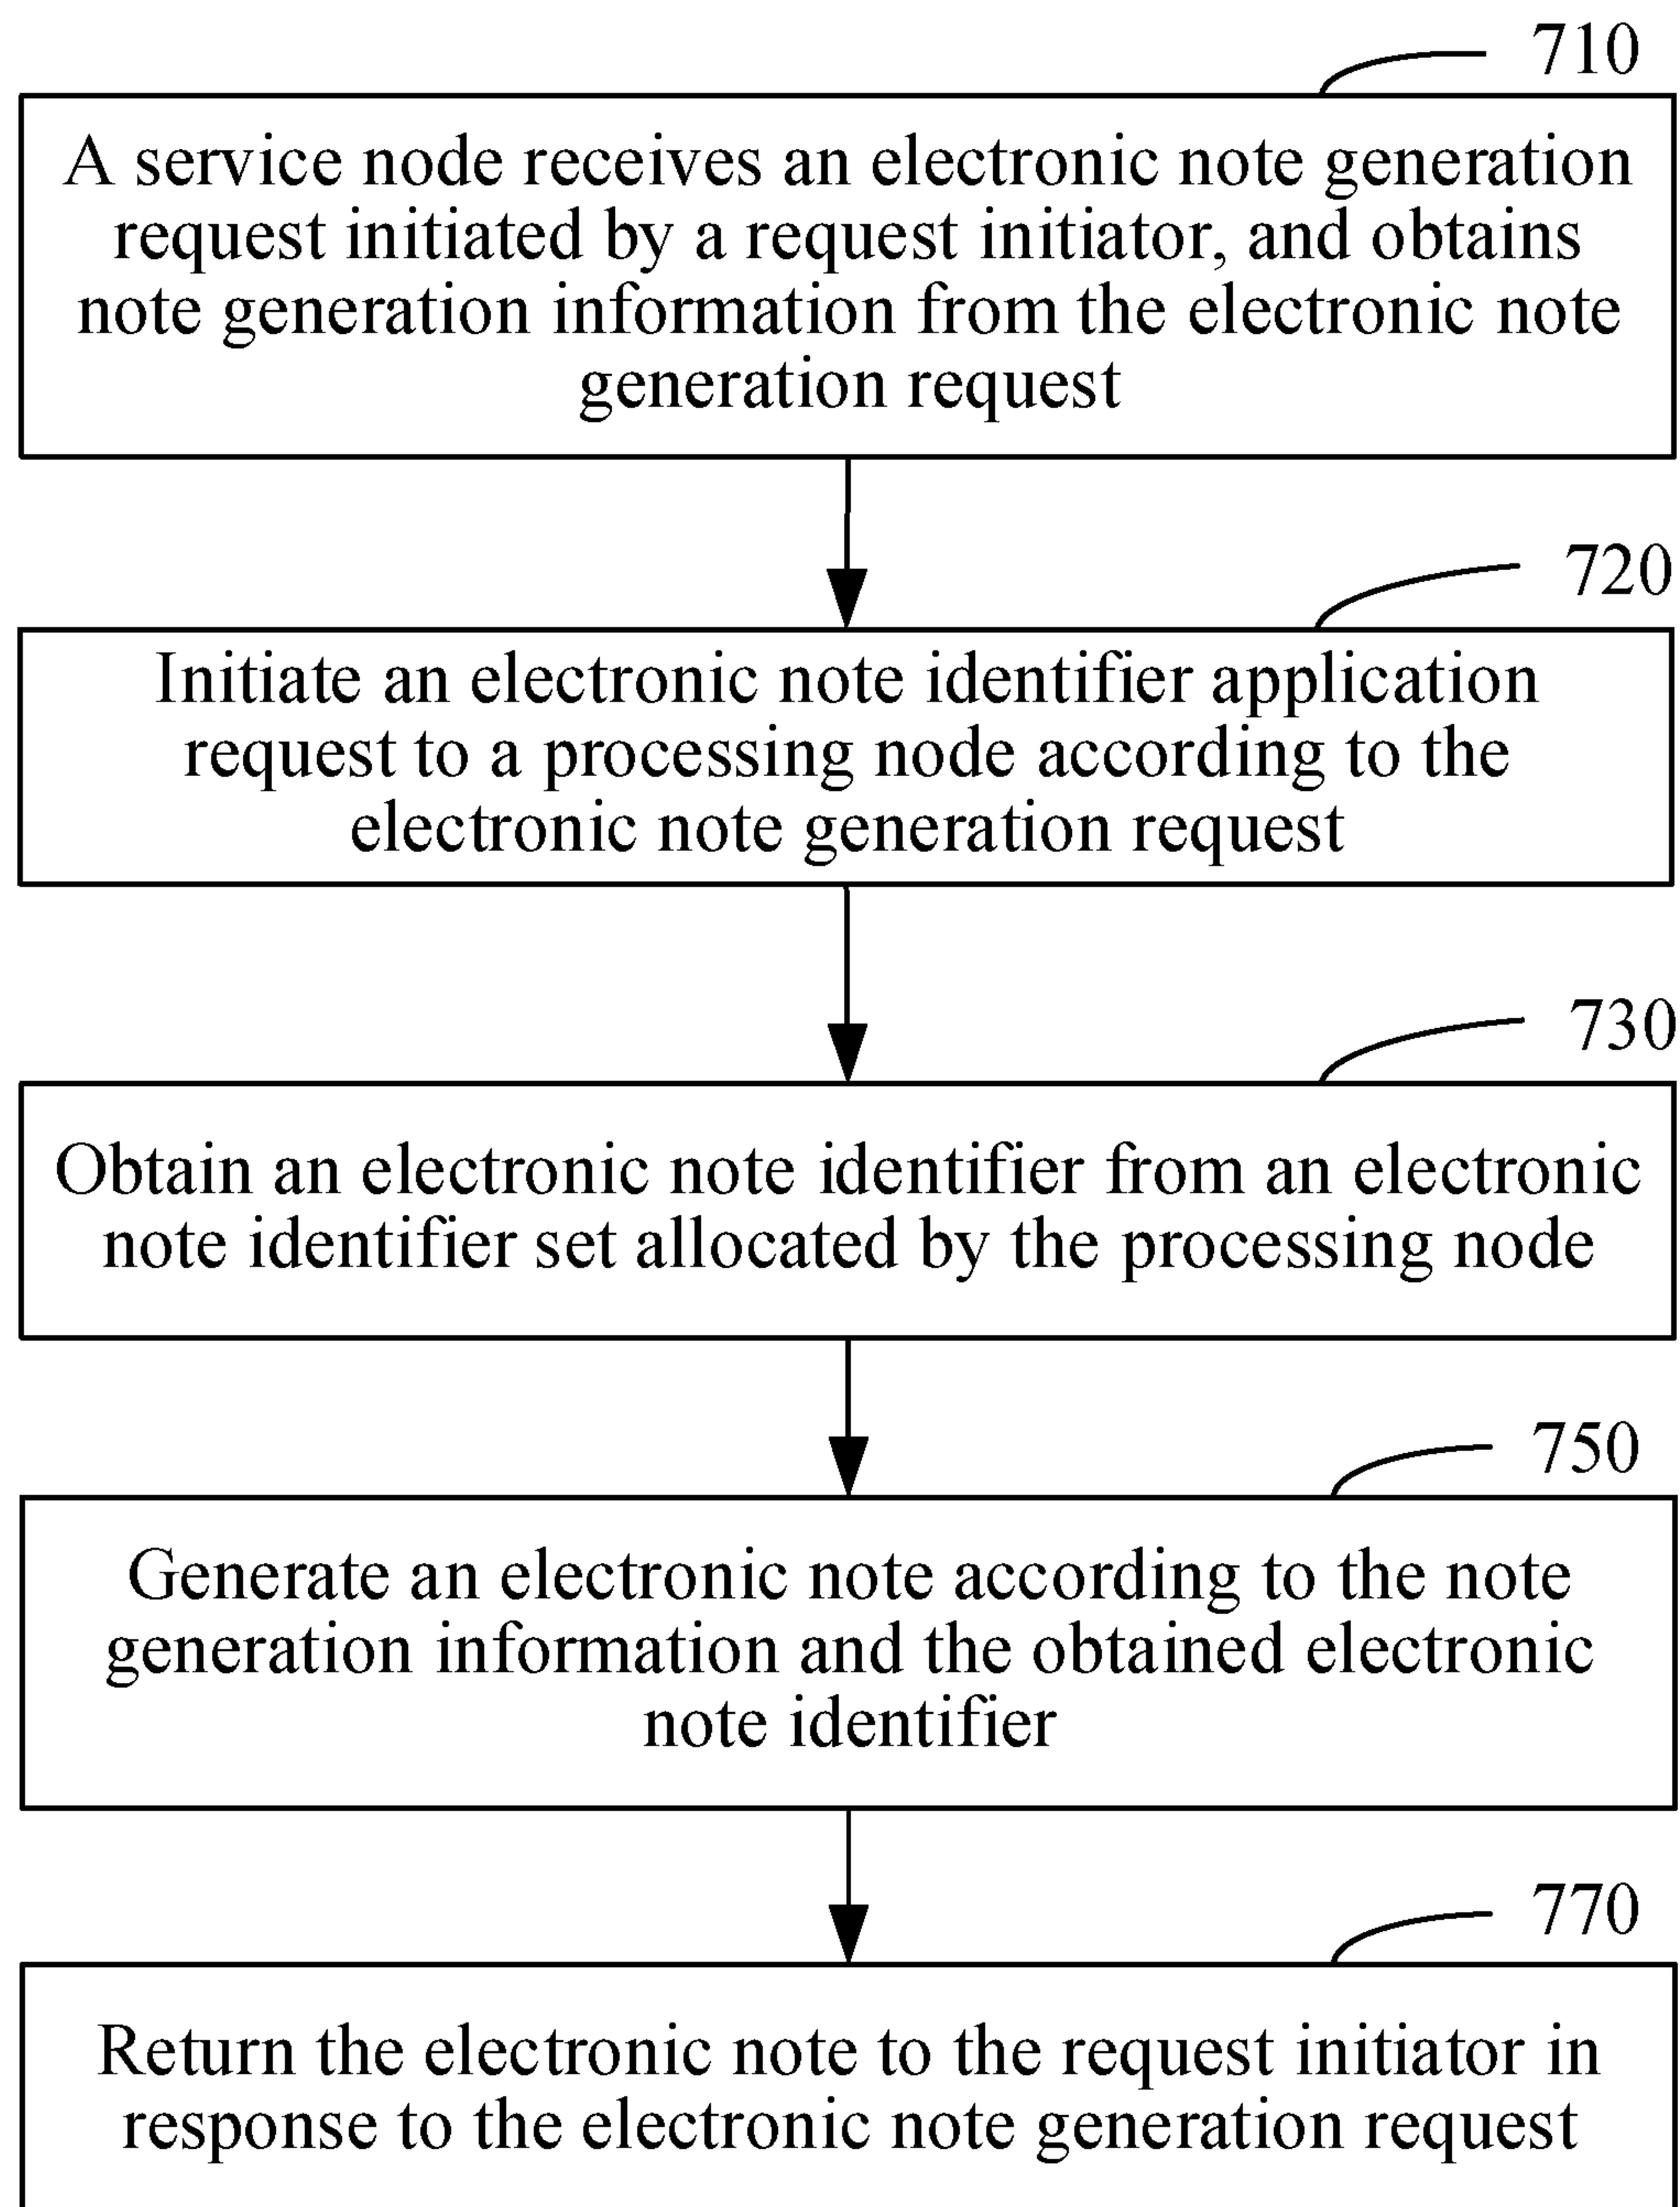 710
A service node receives an electronic note generation
request initiated by a request initiator, and obtains
note generation information from the electronic note
generation request
720
Initiate an electronic note identifier application
request to a processing node according to the
electronic note generation request
730
Obtain an electronic note identifier from an electronic
note identifier set allocated by the processing node
750
Generate an electronic note according to the note
generation information and the obtained electronic
note identifier
770
Return the electronic note to the request initiator in
response to the electronic note generation request